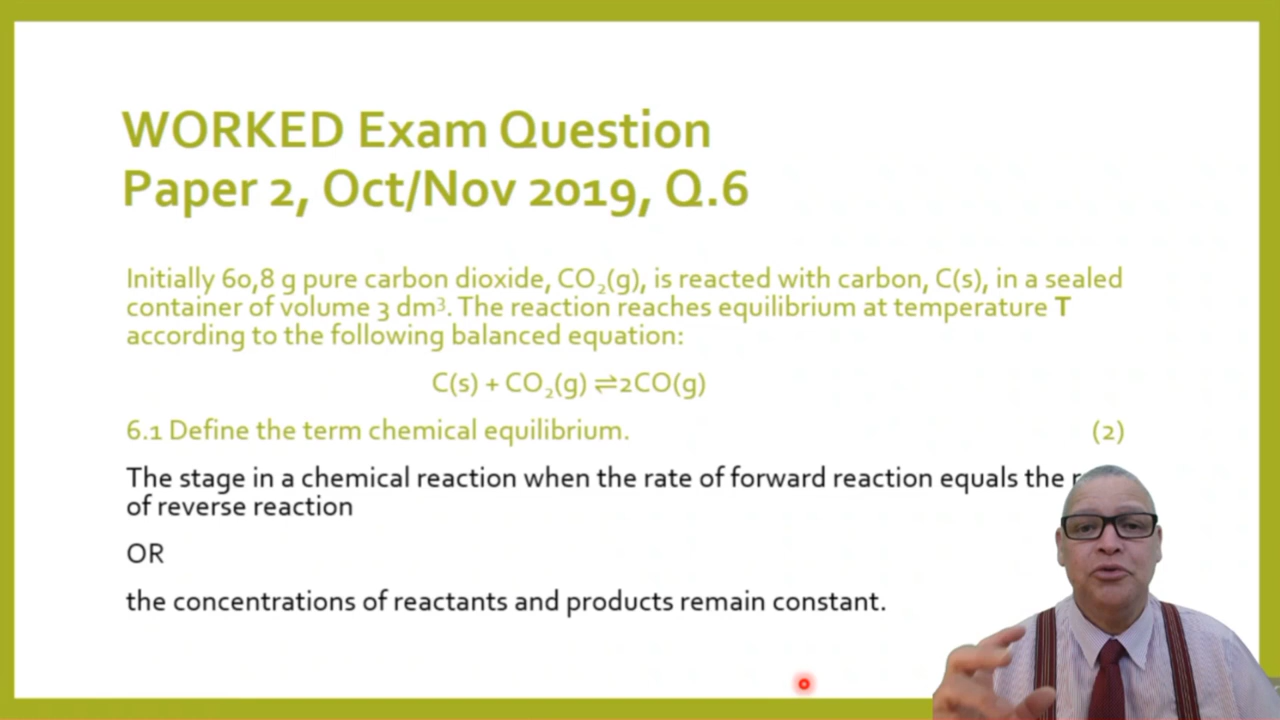 WORKED Exam Question
Paper 2, Oct/Nov 2019, Q.6
Initially 60,8 g pure carbon dioxide, CO₂(g), is reacted with carbon, C(s), in a sealed
container of volume 3 dm³. The reaction reaches equilibrium at temperature T
according to the following balanced equation:
C(s) + CO₂(g) ⇌2CO(g)
6.1 Define the term chemical equilibrium. (2)
The stage in a chemical reaction when the rate of forward reaction equals the
of reverse reaction
OR
the concentrations of reactants and products remain constant.